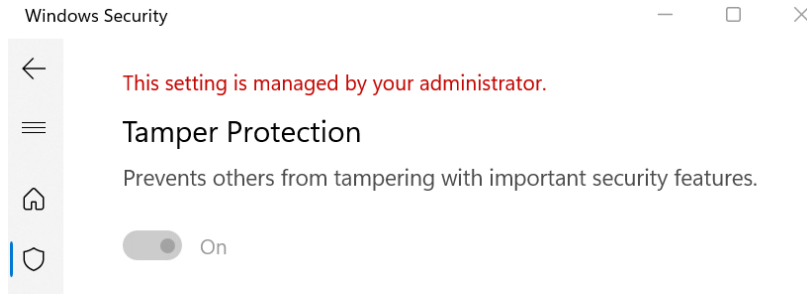 Windows Security
This setting is managed by your administrator.
Tamper Protection
Prevents others from tampering with important security features.
On